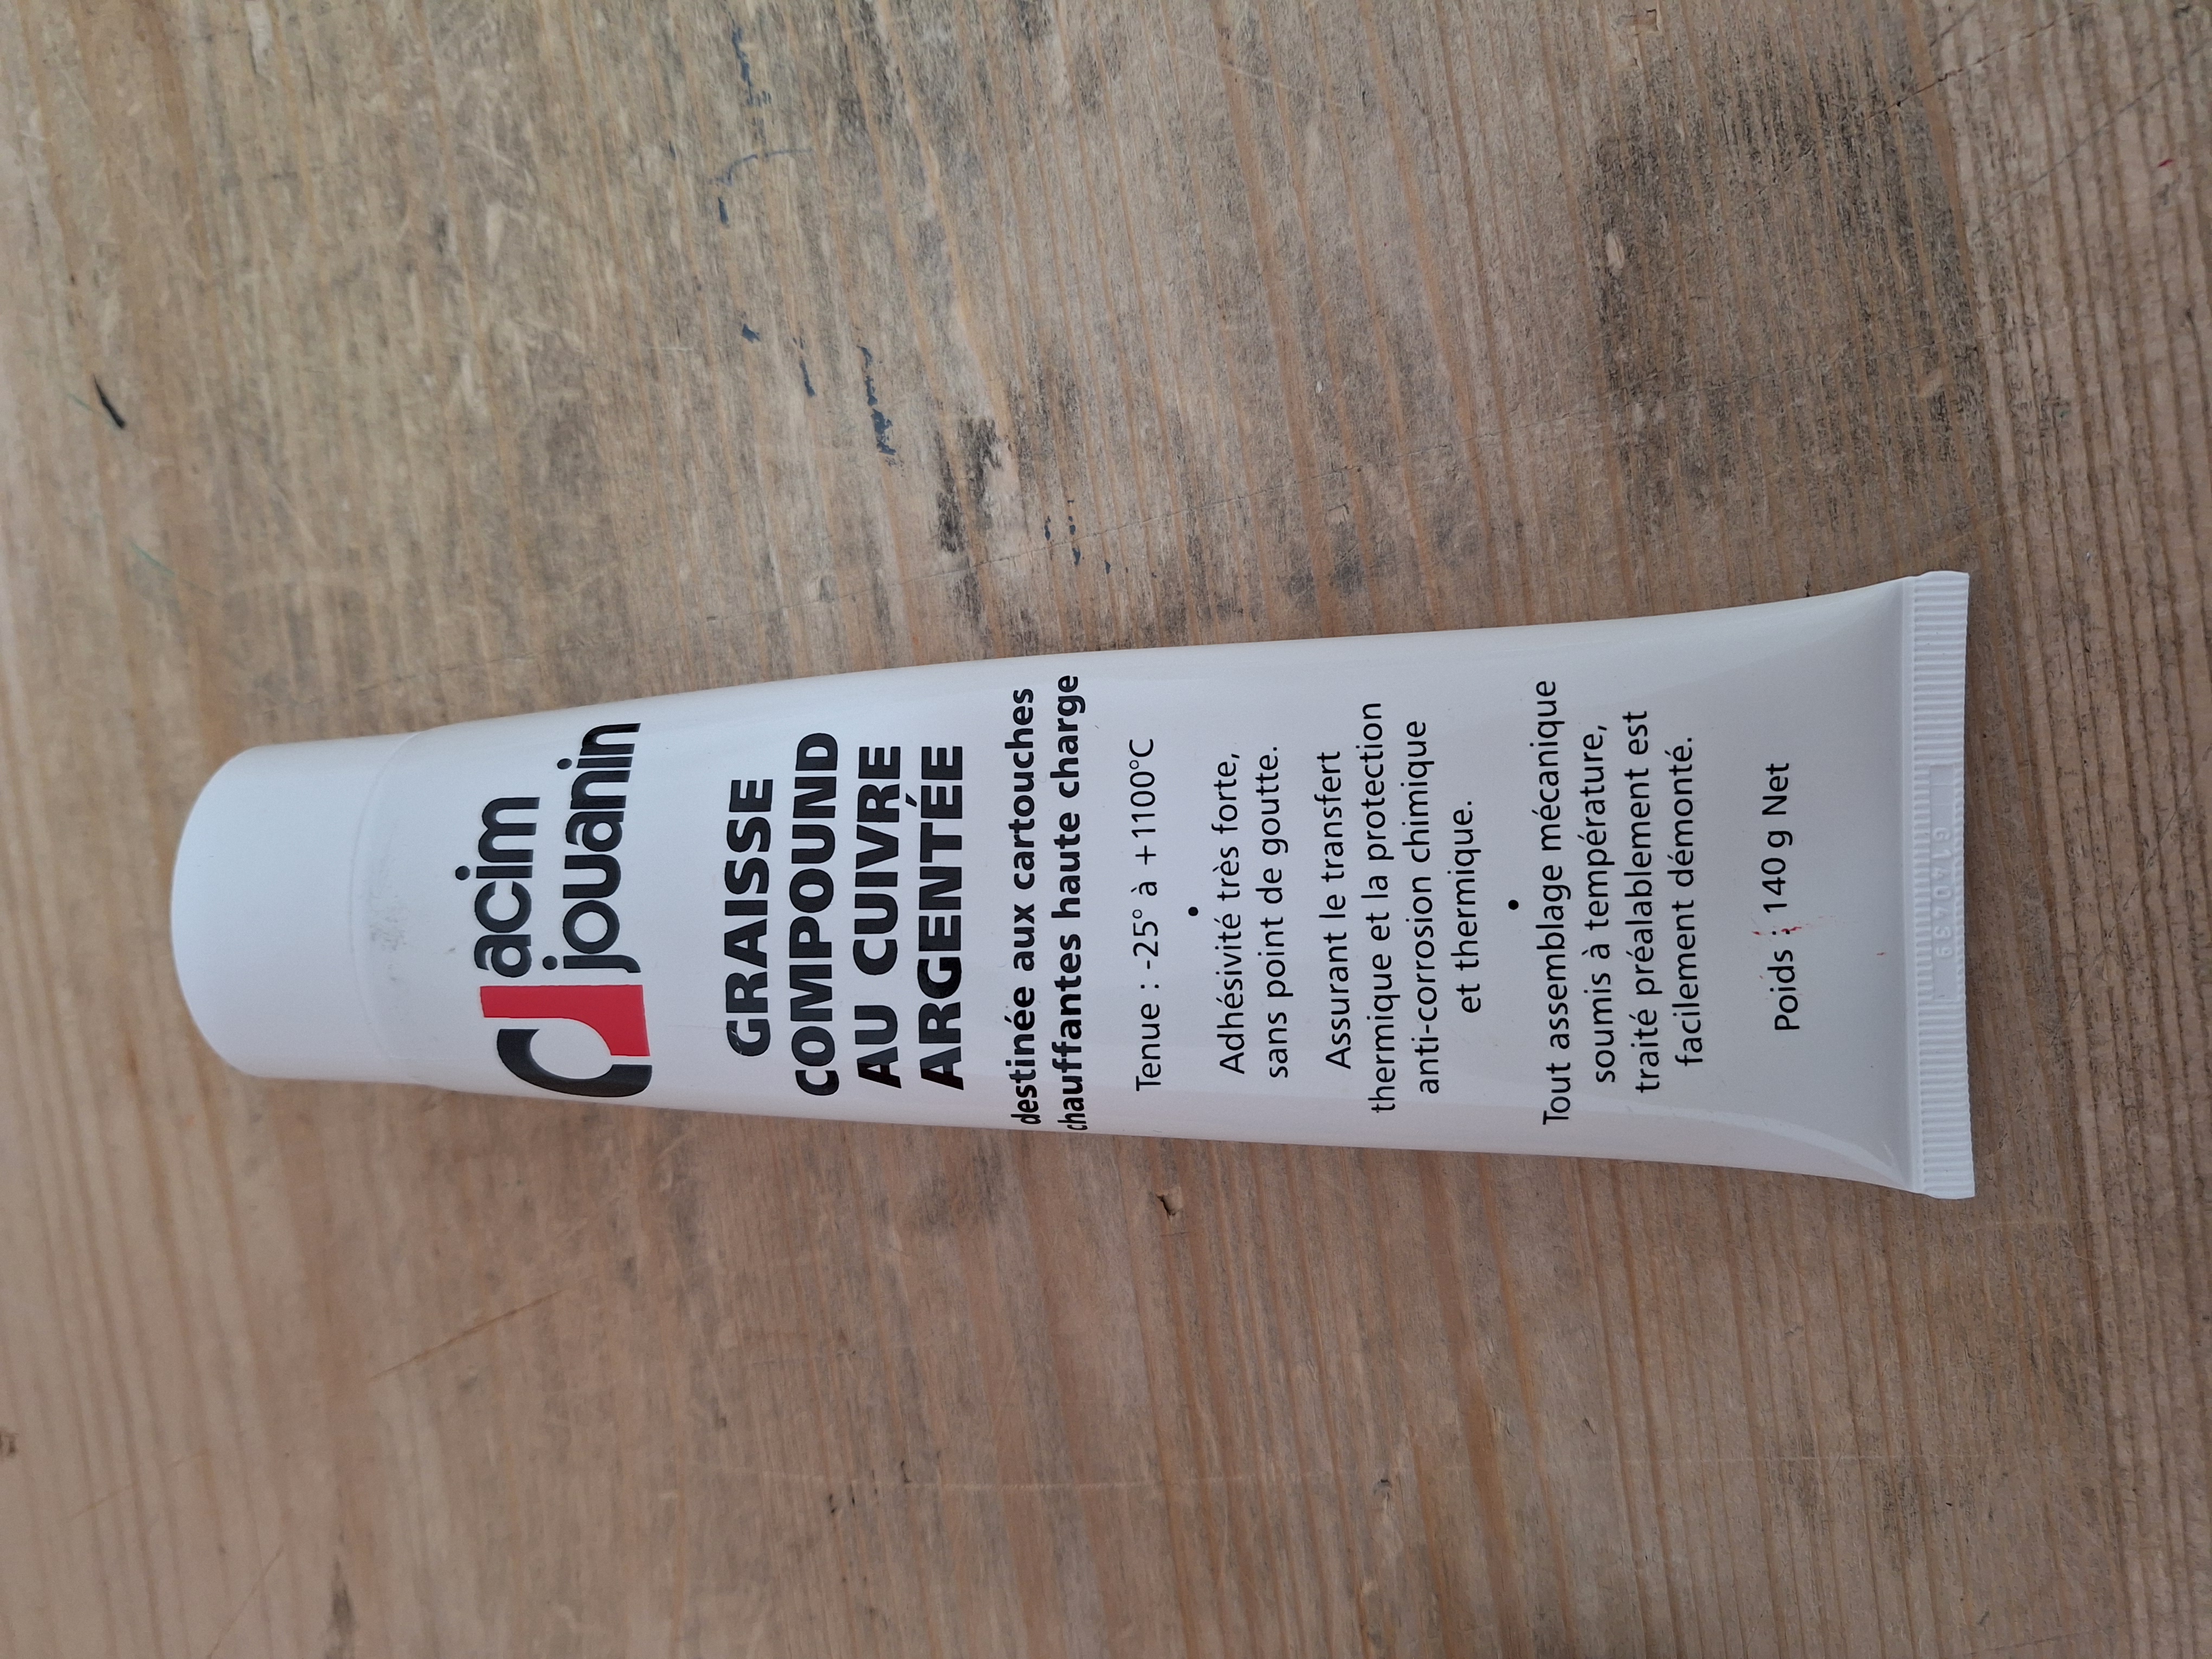 acim
jouanin
GRAISSE
COMPOUND
AU CUIVRE
ARGENTÉE
destinée aux cartouches
chauffantes haute charge
Tenue : -25° à +1100°C
•
Adhésivité très forte,
sans point de goutte.
Assurant le transfert
thermique et la protection
anti-corrosion chimique
et thermique.
•
Tout assemblage mécanique
soumis à température,
traité préalablement est
facilement démonté.
Poids : 140 g Net